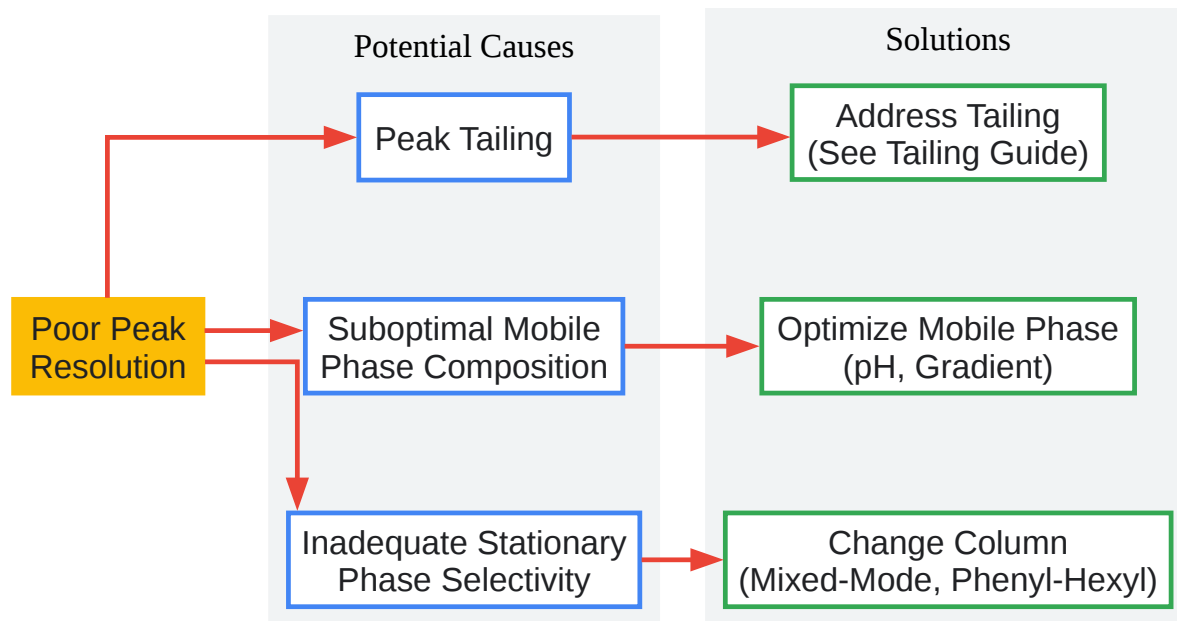 Potential Causes
Solutions
Peak Tailing
Address Tailing
(See Tailing Guide)
Poor Peak
Resolution
Suboptimal Mobile
Phase Composition
Optimize Mobile Phase
(pH, Gradient)
Inadequate Stationary
Phase Selectivity
Change Column
(Mixed-Mode, Phenyl-Hexyl)